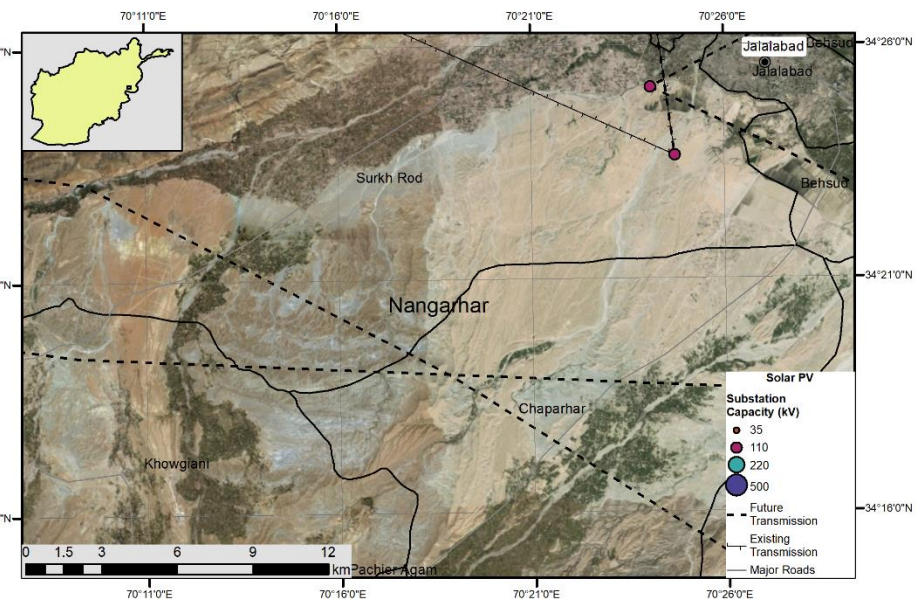 70°11'0"E 70°16'0"E 70°21'0"E 70°26'0"E
Jalalabad
Behsud
Jalalabad
34°26'0"N
Surkh Rod
Behsud
34°21'0"N
Nangarhar
Chaparhar
Khowgiani
Pachier Agam
34°16'0"N
Solar PV
Substation
Capacity (kV)
35
110
220
500
Future
Transmission
Existing
Transmission
Major Roads
0 1.5 3 6 9 12
km
70°11'0"E 70°16'0"E 70°21'0"E 70°26'0"E